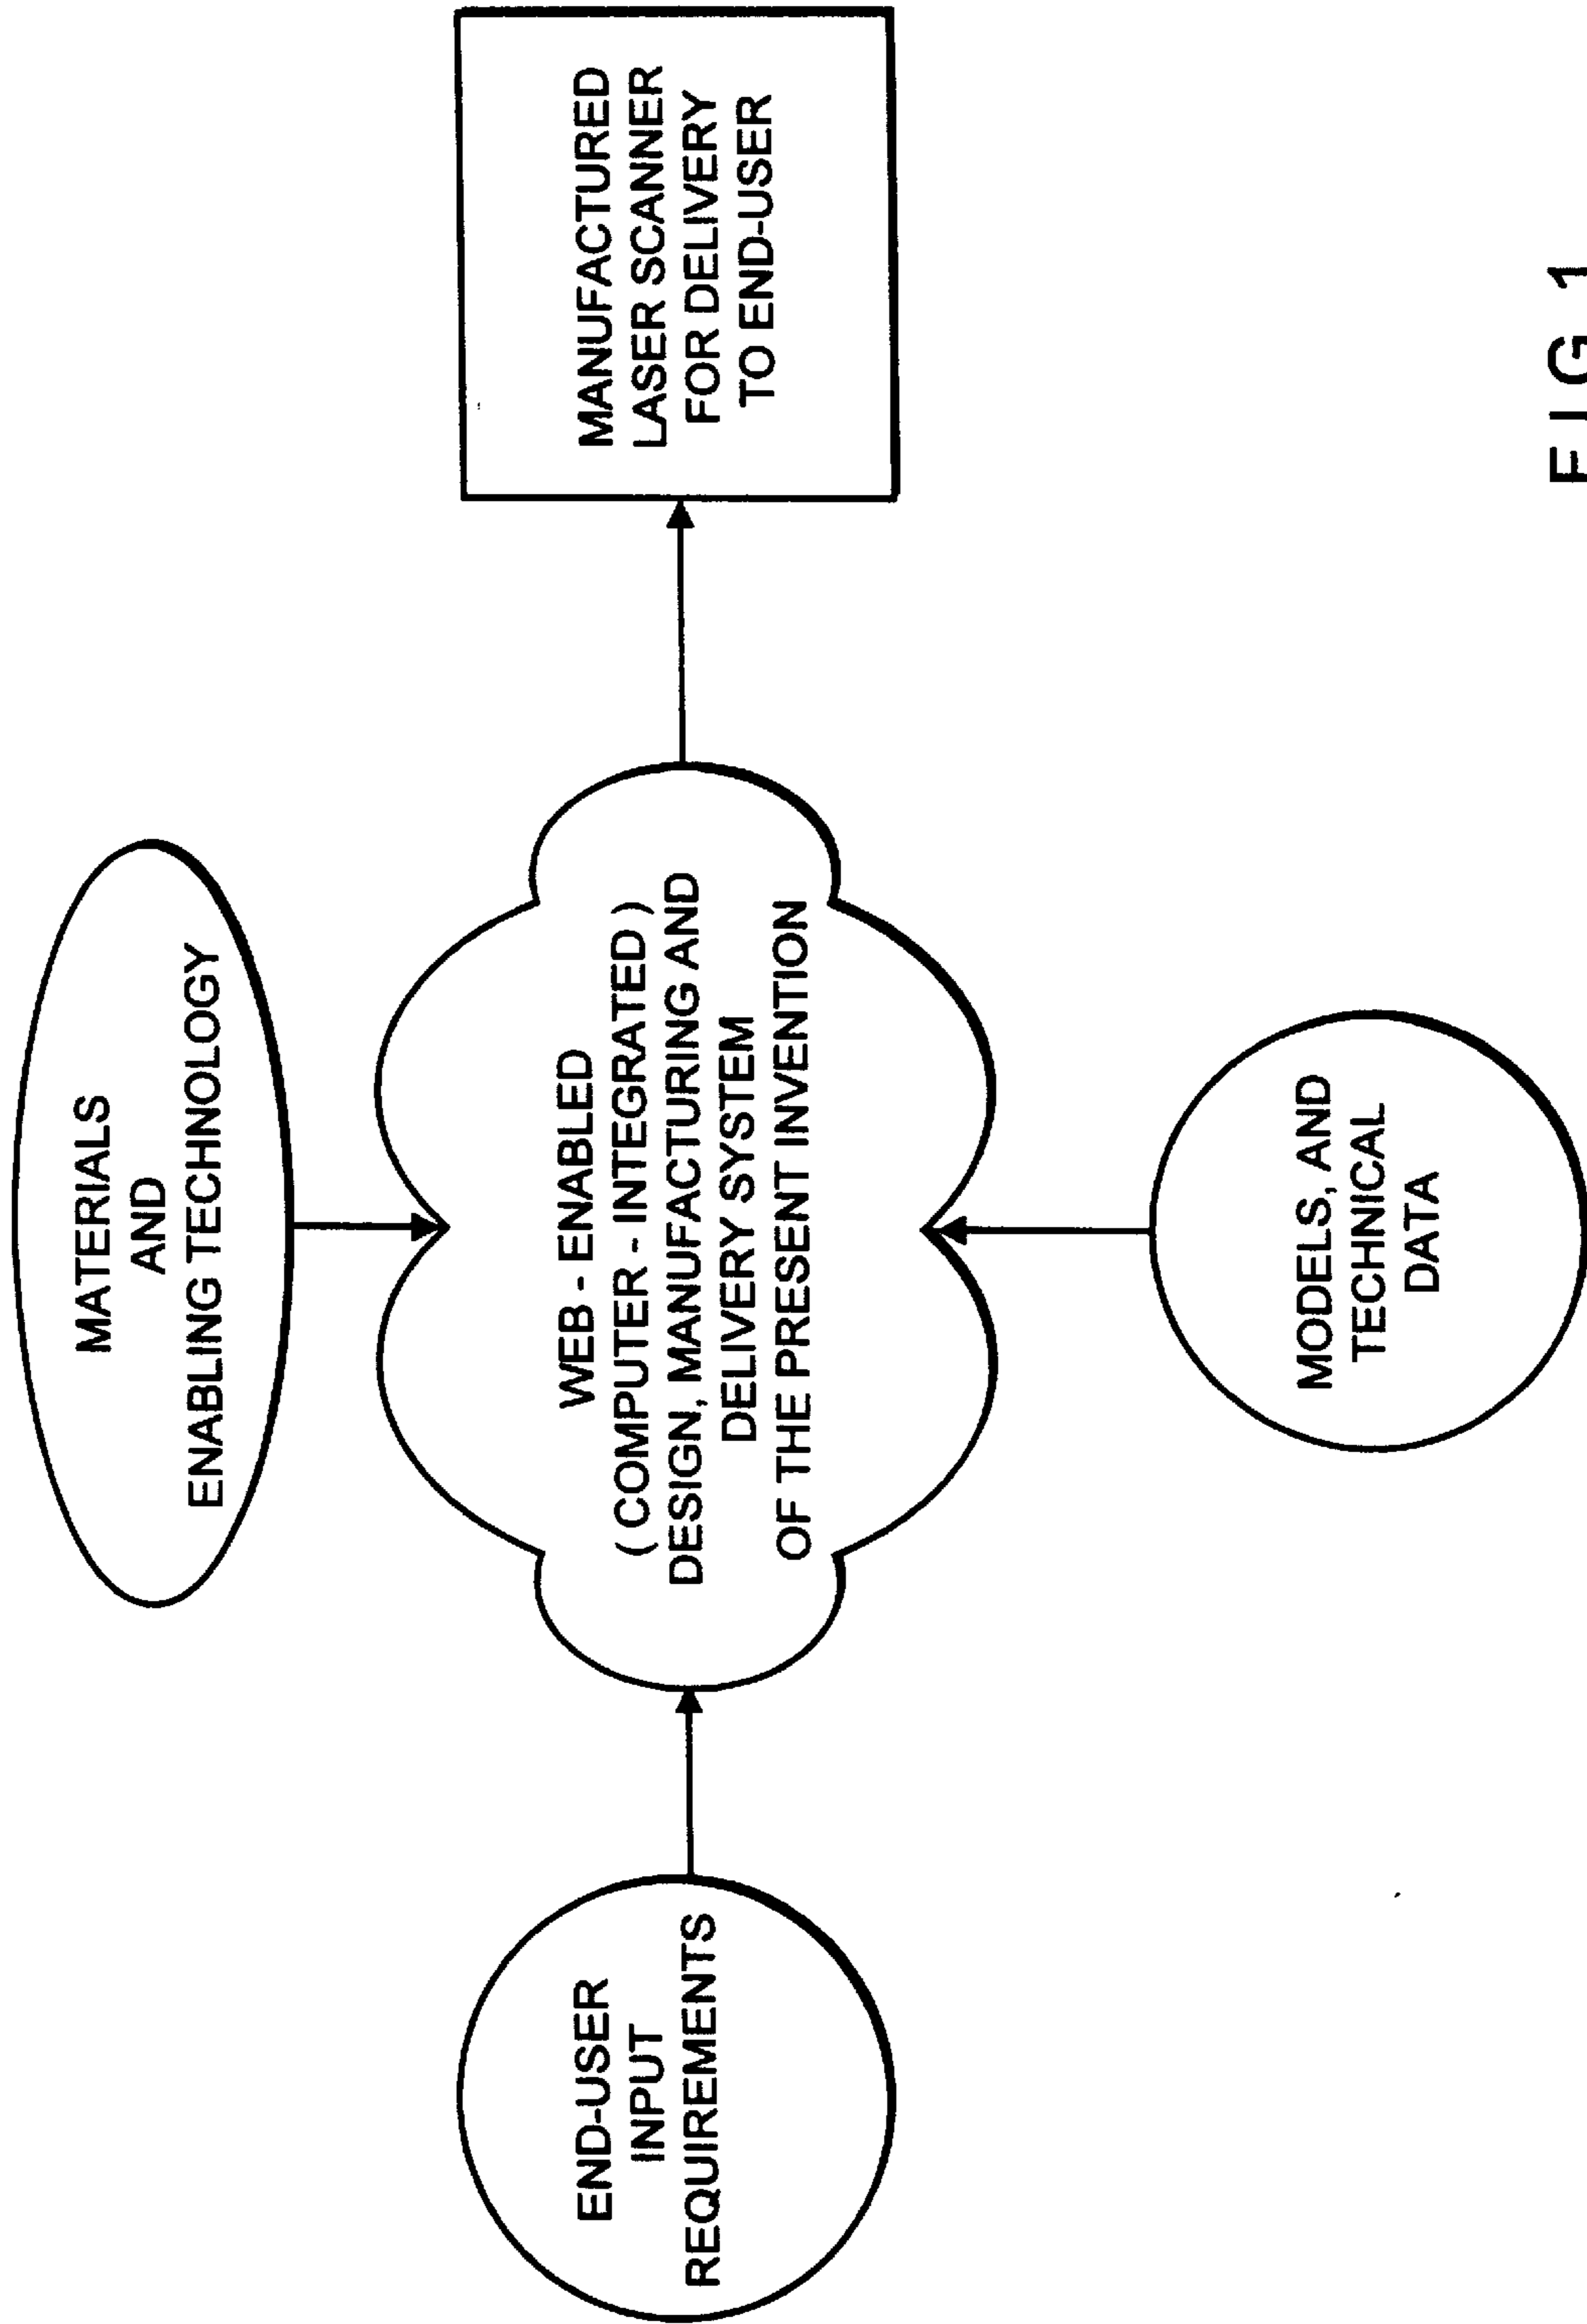 MATERIALS
AND
ENABLING TECHNOLOGY
END-USER
INPUT
REQUIREMENTS
WEB - ENABLED
( COMPUTER - INTEGRATED )
DESIGN, MANUFACTURING AND
DELIVERY SYSTEM
OF THE PRESENT INVENTION
MANUFACTURED
LASER SCANNER
FOR DELIVERY
TO END-USER
MODELS, AND
TECHNICAL
DATA
FIG 1